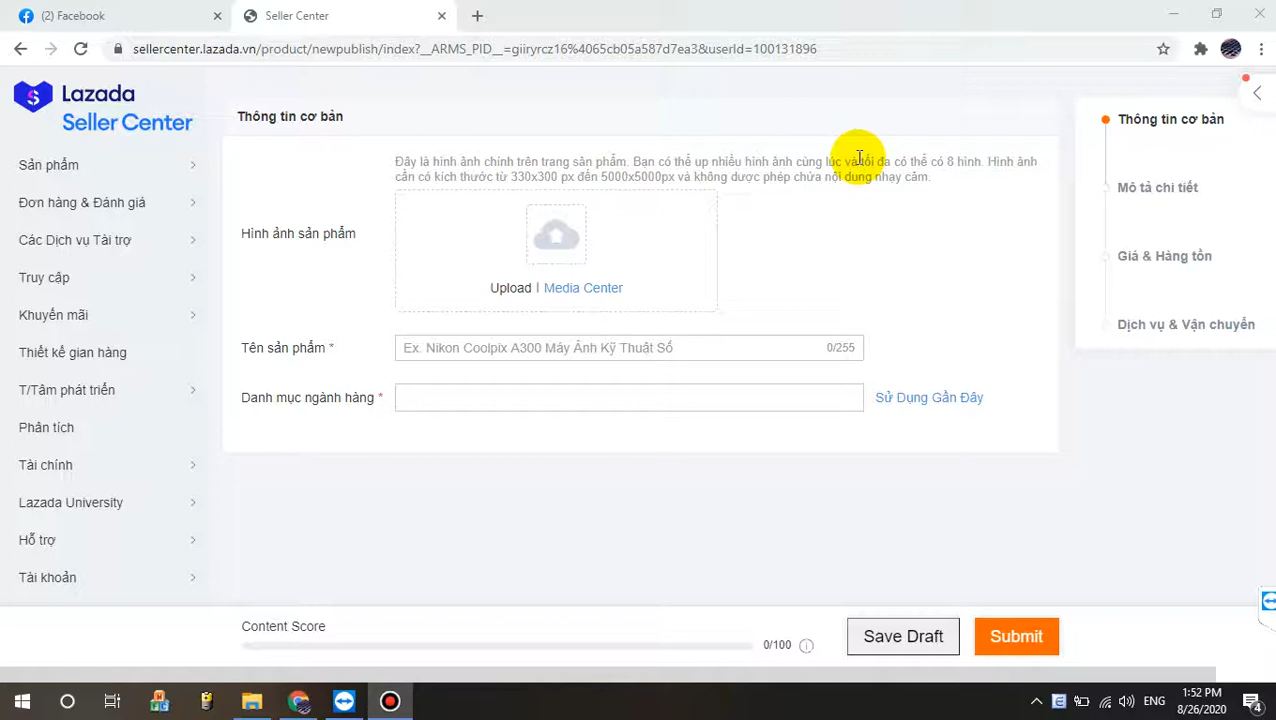 (2) Facebook
Seller Center
sellercenter.lazada.vn/product/newpublish/index?__ARMS_PID__=giiryrcz16%4065cb05a587d7ea3&userId=100131896
Lazada
Seller Center
Sản phẩm
Đơn hàng & Đánh giá
Các Dịch vụ Tài trợ
Truy cập
Khuyến mãi
Thiết kế gian hàng
T/Tâm phát triển
Phân tích
Tài chính
Lazada University
Hỗ trợ
Tài khoản
Thông tin cơ bản
Đây là hình ảnh chính trên trang sản phẩm. Bạn có thể up nhiều hình ảnh cùng lúc và tối đa có thể có 8 hình. Hình ảnh
cần có kích thước từ 330x300 px đến 5000x5000px và không được phép chứa nội dung nhạy cảm.
Hình ảnh sản phẩm
Upload | Media Center
Tên sản phẩm * Ex. Nikon Coolpix A300 Máy Ảnh Kỹ Thuật Số 0/255
Danh mục ngành hàng * Sử Dụng Gần Đây
Thông tin cơ bản
Mô tả chi tiết
Giá & Hàng tồn
Dịch vụ & Vận chuyển
Content Score
0/100
Save Draft
Submit
ENG
1:52 PM
8/26/2020
4